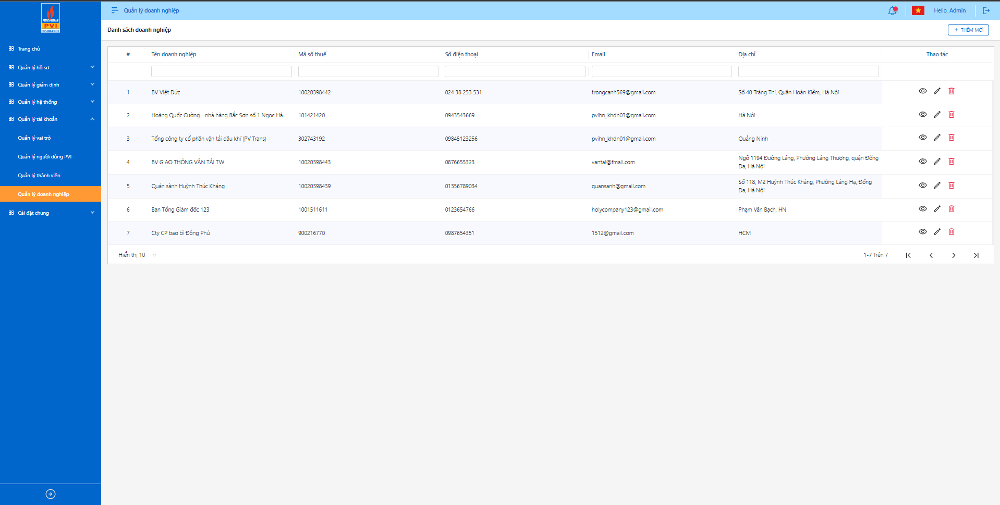 PETROVIETNAM
PVI
INSURANCE
Trang chủ
Quản lý hồ sơ
Quản lý giám định
Quản lý hệ thống
Quản lý tài khoản
Quản lý vai trò
Quản lý người dùng PVI
Quản lý thành viên
Quản lý doanh nghiệp
Cài đặt chung
Quản lý doanh nghiệp
Hello, Admin
Danh sách doanh nghiệp
+ THÊM MỚI
# Tên doanh nghiệp Mã số thuế Số điện thoại Email Địa chỉ Thao tác
1 BV Việt Đức 10020398442 024 38 253 531 trongcanh569@gmail.com Số 40 Tràng Thi, Quận Hoàn Kiếm, Hà Nội
2 Hoàng Quốc Cường - nhà hàng Bắc Sơn số 1 Ngọc Hà 101421420 0943543669 pvihn_khdn03@gmail.com Hà Nội
3 Tổng công ty cổ phần vận tải dầu khí (PV Trans) 302743192 09845123256 pvihn_khdn01@gmail.com Quảng Ninh
4 BV GIAO THÔNG VẬN TẢI TW 10020398443 0876655323 vantai@fmail.com Ngõ 1194 Đường Láng, Phường Láng Thượng, quận Đống
Đa, Hà Nội
5 Quán sành Huỳnh Thúc Kháng 10020398439 01356789034 quansanh@gmail.com Số 118, M2 Huỳnh Thúc Kháng, Phường Láng Hạ, Đống
Đa, Hà Nội
6 Ban Tổng Giám đốc 123 1001511611 0123654766 holycompany123@gmail.com Phạm Văn Bạch, HN
7 Cty CP bao bì Đồng Phú 900216770 0987654351 1512@gmail.com HCM
Hiển thị 10
1-7 Trên 7